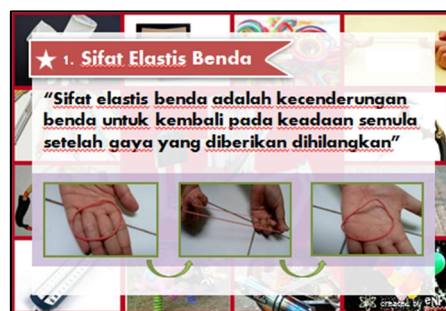 1. Sifat Elastis Benda
“Sifat elastis benda adalah kecenderungan
benda untuk kembali pada keadaan semula
setelah gaya yang diberikan dihilangkan”
created by